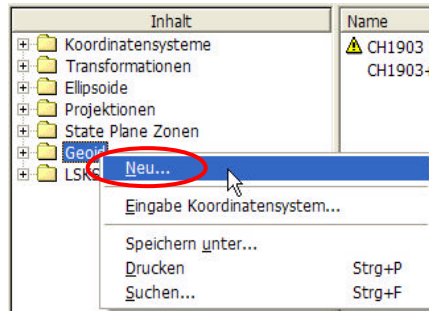 Inhalt
Name
Koordinatensysteme
CH1903
Transformationen
CH1903+
Ellipsoide
Projektionen
State Plane Zonen
Geoid
LSKS
Neu...
Eingabe Koordinatensystem...
Speichern unter...
Drucken Strg+P
Suchen... Strg+F